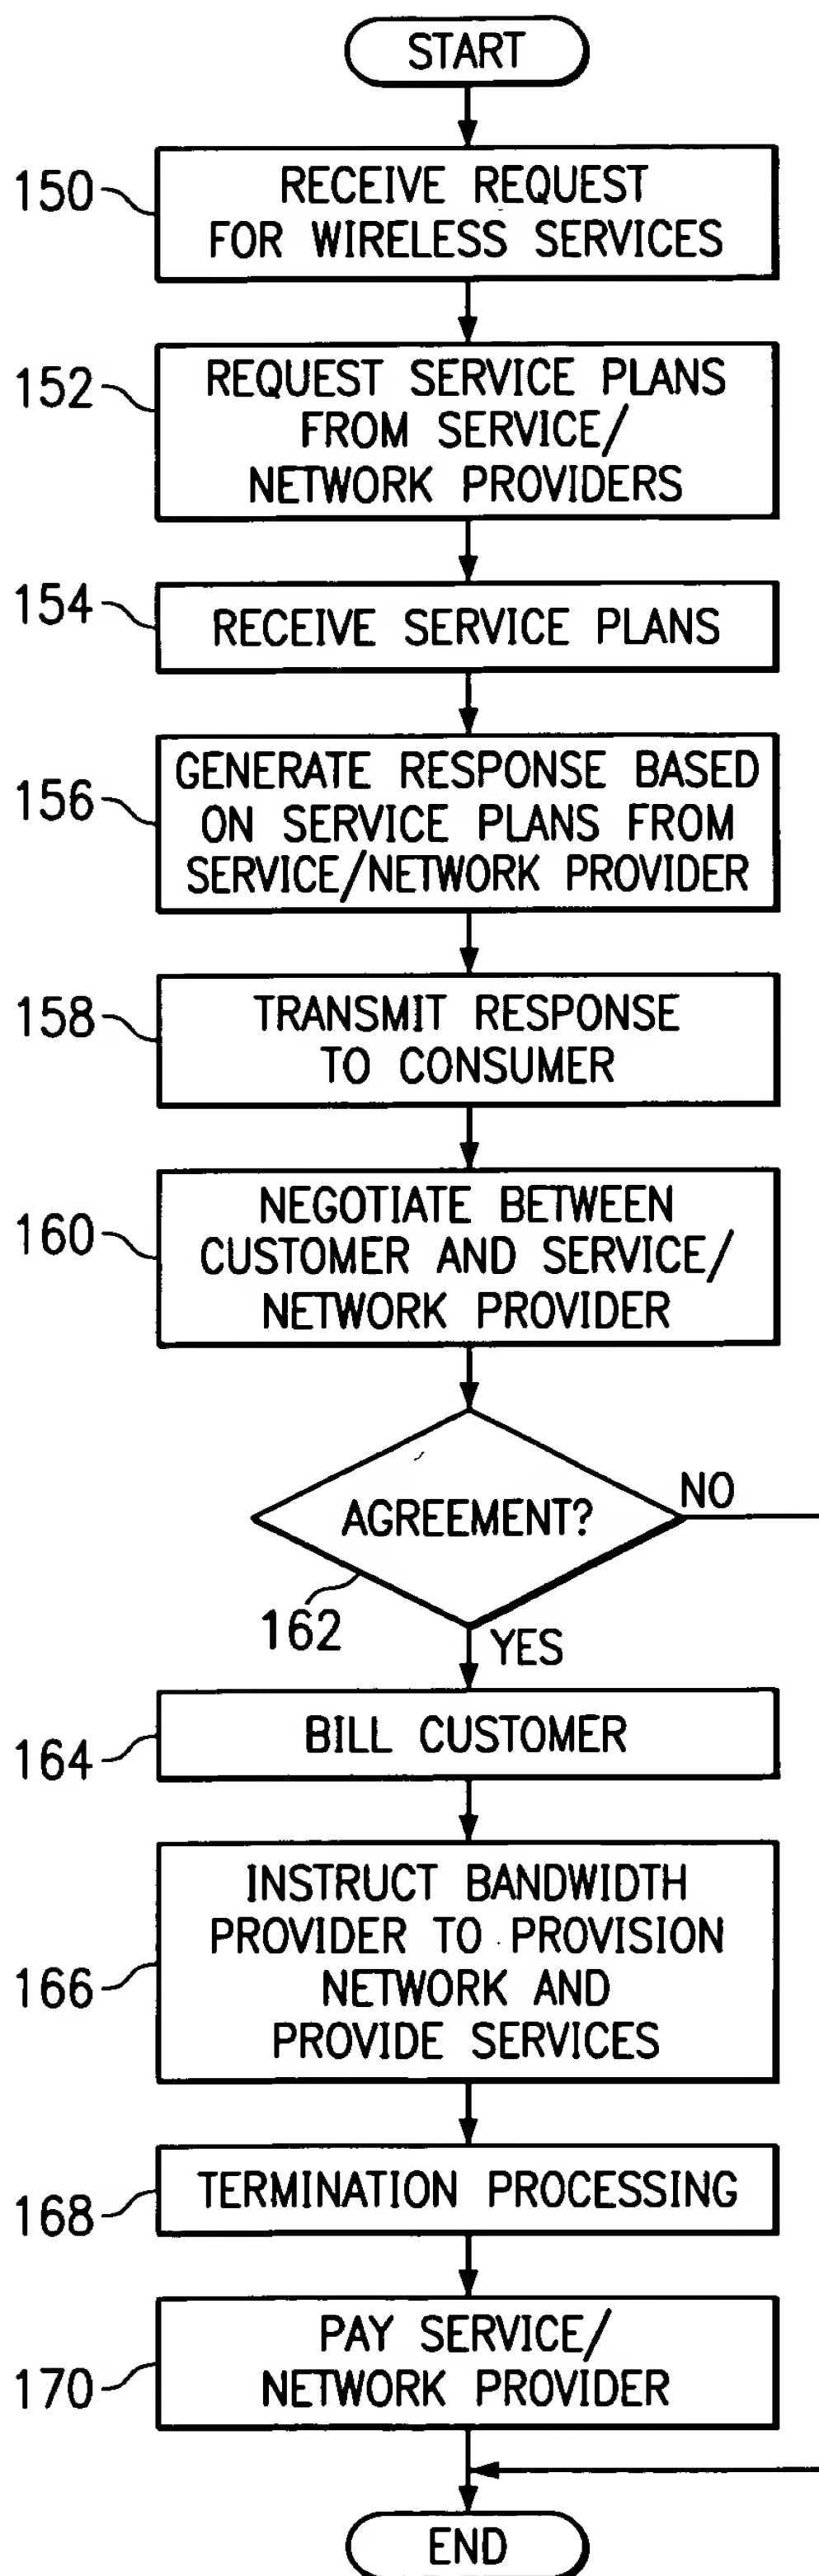 START
150
RECEIVE REQUEST
FOR WIRELESS SERVICES
152
REQUEST SERVICE PLANS
FROM SERVICE/
NETWORK PROVIDERS
154
RECEIVE SERVICE PLANS
156
GENERATE RESPONSE BASED
ON SERVICE PLANS FROM
SERVICE/NETWORK PROVIDER
158
TRANSMIT RESPONSE
TO CONSUMER
160
NEGOTIATE BETWEEN
CUSTOMER AND SERVICE/
NETWORK PROVIDER
AGREEMENT?
NO
162
YES
164
BILL CUSTOMER
166
INSTRUCT BANDWIDTH
PROVIDER TO PROVISION
NETWORK AND
PROVIDE SERVICES
168
TERMINATION PROCESSING
170
PAY SERVICE/
NETWORK PROVIDER
END